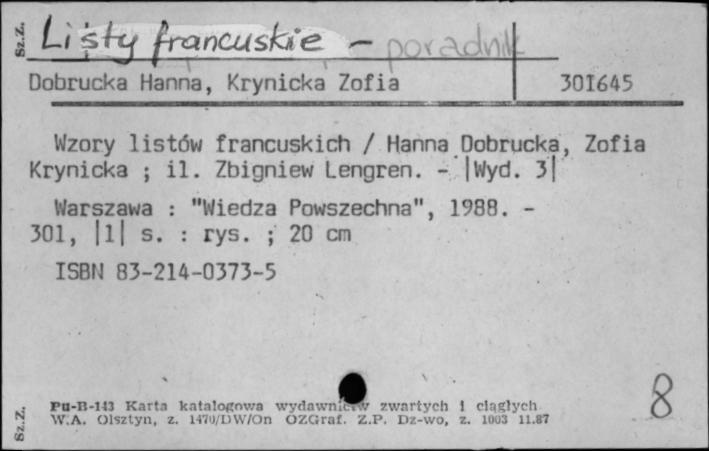 Sz.Z.
Listy francuskie - poradnik
Dobrucka Hanna, Krynicka Zofia 301645
Wzory listów francuskich / Hanna Dobrucka, Zofia
Krynicka ; il. Zbigniew Lengren. - |Wyd. 3|
Warszawa : "Wiedza Powszechna", 1988. -
301, |1| s. : rys. ; 20 cm
ISBN 83-214-0373-5
Sz.Z.
Pu-B-143 Karta katalogowa wydawnictw zwartych i ciągłych
W.A. Olsztyn, z. 1470/DW/On OZGraf. Z.P. Dz-wo, z. 1003 11.87
8